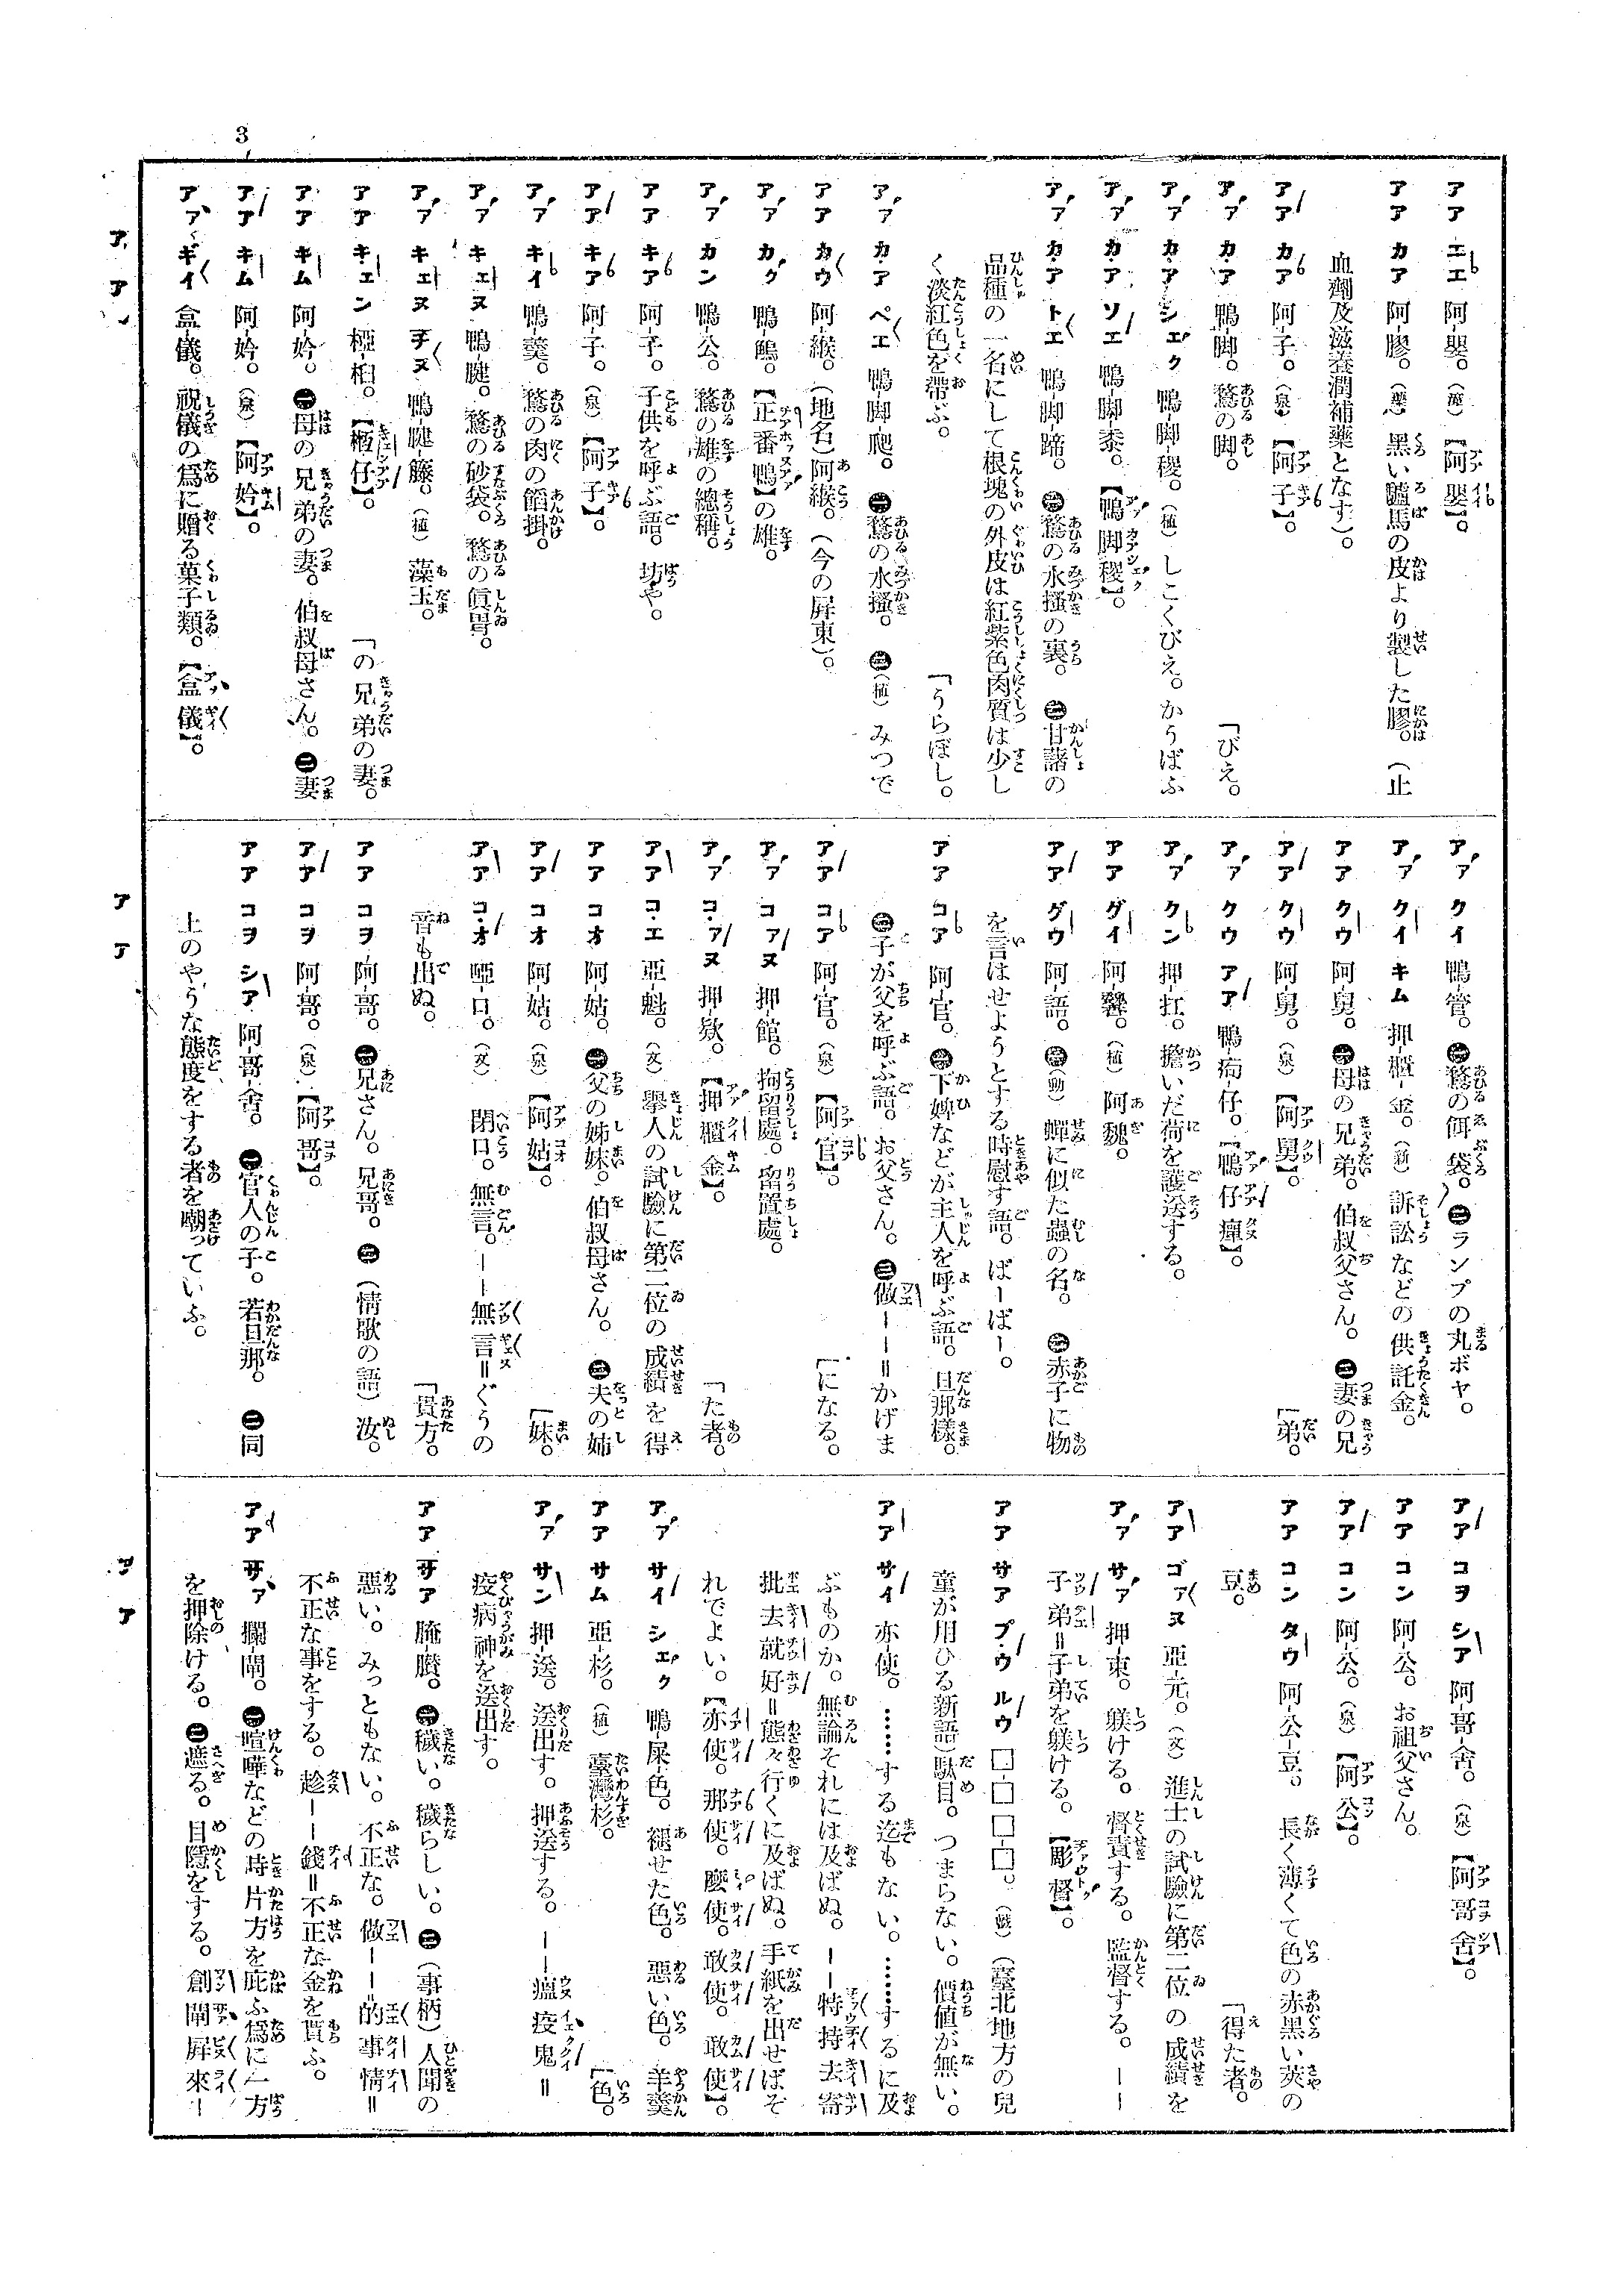 3
アア エエ 阿-嬰。(廈)【阿嬰】。
アア カア 阿-膠。(藥) 黑い驢馬の皮より製した膠。(止
血劑及滋養潤補藥となす)。
アア カア 阿-子。(泉)【阿子】。
アア カア 鴨-脚。鶩の脚。 「びえ。
アア カ・ア シェク 鴨-脚-稷。(植) しこくびえ。かうばふ
アア カ・ア ソエ 鴨-脚-黍。【鴨脚稷】。
アア カ・ア トエ 鴨-脚-蹄。㊀鶩の水搔の裏。㊁甘藷の
品種の一名にして根塊の外皮は紅紫色肉質は少し
く淡紅色を帶ぶ。 「うらぼし。
アア カ・ア ペエ 鴨-脚-爬。㊀鶩の水搔。㊁(植) みつで
アア カウ 阿-緱。(地名) 阿緱。(今の屛東)。
アア カク 鴨-鵤。【正番鴨】の雄。
アア カン 鴨-公。鶩の雄の總稱。
アア キア 阿-子。子供を呼ぶ語。坊や。
アア キア 阿-子。(泉)【阿子】。
アア キイ 鴨-羹。鶩の肉の餡掛。
アア キエヌ 鴨-腱。鶩の砂袋。鶩の眞胃。
アア キエヌ チヌ 鴨-腱-藤。(植) 藻玉。
アア キェン 椏-桕。【桕仔】。 「の兄弟の妻。
アア キム 阿-妗。㊀母の兄弟の妻。伯叔母さん。㊁妻
アア キム 阿-妗。(泉)【阿妗】。
アア ギイ 盒-儀。祝儀の爲に贈る菓子類。【盒儀】。
アア クイ 鴨-管。㊀鶩の餌袋。㊁ランプの丸ボヤ。
アア クイ キム 押-櫃-金。(新) 訴訟などの供託金。
アア クウ 阿-舅。㊀母の兄弟。伯叔父さん。㊁妻の兄
アア クウ 阿-舅。(泉)【阿舅】。 「弟。
アア クウ アア 鴨-痀-仔。【鴨仔癉】。
アア クン 押-扛。擔いだ荷を護送する。
アア グイ 阿-魏。(植) 阿魏。
アア グウ 阿-語。㊀(動) 蟬に似た蟲の名。㊁赤子に物
を言はせようとする時慰す語。ばーばー。
アア コア 阿-官。㊀下婢などが主人を呼ぶ語。旦那樣。
㊁子が父を呼ぶ語。お父さん。㊂做――=かげま
アア コア 阿-官。(泉)【阿官】。 「になる。
アア コアヌ 押-館。拘留處。留置處。
アア コ・アヌ 押-款。【押櫃金】。 「た者。
アア コ・エ 亞-魁。(文) 擧人の試驗に第二位の成績を得
アア コオ 阿-姑。㊀父の姊妹。伯叔母さん。㊁夫の姉
アア コオ 阿-姑。(泉)【阿姑】。 「妹。
アア コ・オ 啞-口。(文) 閉口。無言。――無言=ぐうの
音も出ぬ。 「貴方。
アア コヲ 阿-哥。㊀兄さん。兄哥。㊁(情歌の語) 汝。
アア コヲ 阿-哥。(泉)【阿哥】。
アア コヲ シア 阿-哥-舍。㊀官人の子。若旦那。㊁同
上のやうな態度をする者を嘲っていふ。
アア コヲ シア 阿-哥-舍。(泉)【阿哥舍】。
アア コン 阿-公。お祖父さん。
アア コン 阿-公。(泉)【阿公】。
アア コン タウ 阿-公-豆。長く薄くて色の赤黑い莢の
豆。 「得た者。
アア ゴアヌ 亞-元。(文) 進士の試驗に第二位の成績を
アア サア 押-束。躾ける。督責する。監督する。――
子弟=子弟を躾ける。【彫督】。
アア サア プ・ウ ルウ □-□-□-□。(戲)(臺北地方の兒
童が用ひる新語) 駄目。つまらない。價値が無い。
アア サイ 亦-使。……する迄もない。……するに及
ぶものか。無論それには及ばぬ。――特持去寄
批去就好=態々行くに及ばぬ。手紙を出せばそ
れでよい。【亦使。那使。麼使。敢使。敢使】。
アア サイ シェク 鴨-屎-色。褪せた色。惡い色。羊羹
アア サム 亞-杉。(植) 臺灣杉。 「色。
アア サン 押-送。送出す。押送する。――瘟疫鬼=
疫病神を送出す。
アア サア 腌-臢。㊀穢い。穢らしい。㊁(事柄) 人聞の
惡い。みっともない。不正な。做――的事情=
不正な事をする。趁――錢=不正な金を貰ふ。
アア サア 攔-閘。㊀喧嘩などの時片方を庇ふ爲に一方
を押除ける。㊁遮る。目隱をする。創閘屛來―